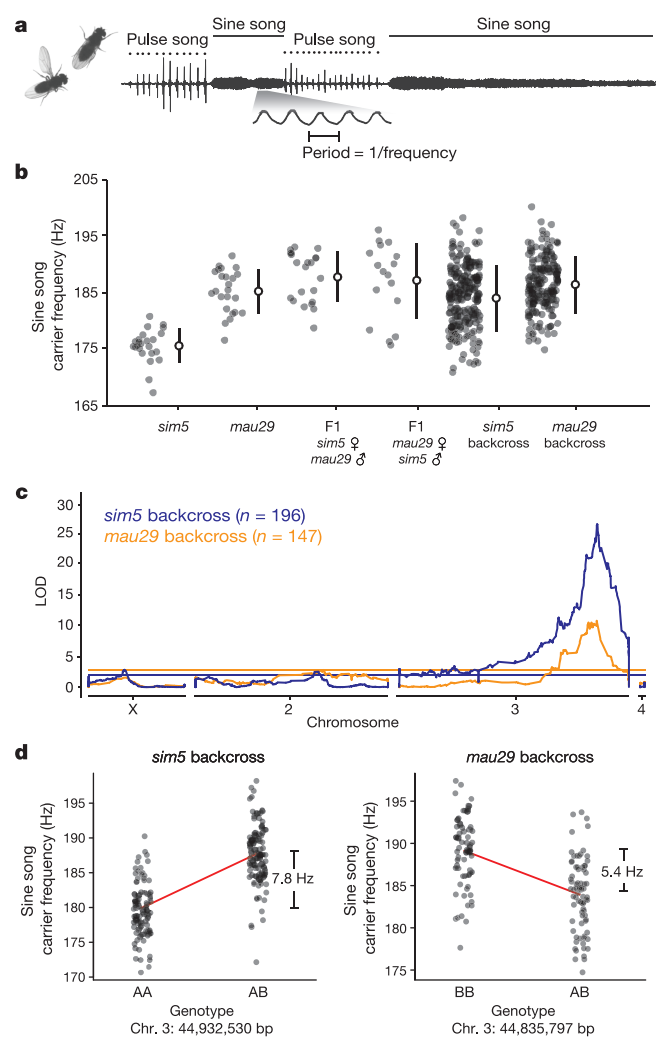 a
Pulse song
Sine song
Pulse song
Sine song
Period = 1/frequency
b
Sine song
carrier frequency (Hz)
205
195
185
175
165
sim5
mau29
F1
sim5 ♀
mau29 ♂
F1
mau29 ♀
sim5 ♂
sim5
backcross
mau29
backcross
c
sim5 backcross (n = 196)
mau29 backcross (n = 147)
LOD
30
25
20
15
10
5
0
X
2
3
4
Chromosome
d
sim5 backcross
Sine song
carrier frequency (Hz)
195
190
185
180
175
170
7.8 Hz
AA
AB
Genotype
Chr. 3: 44,932,530 bp
mau29 backcross
Sine song
carrier frequency (Hz)
195
190
185
180
175
5.4 Hz
BB
AB
Genotype
Chr. 3: 44,835,797 bp